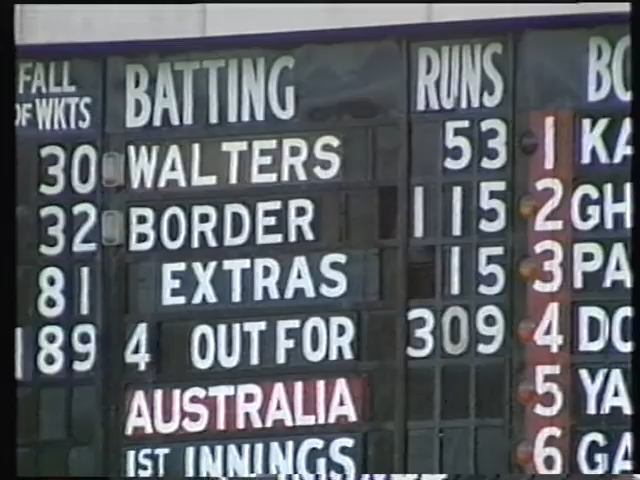 FALL BATTING RUNS BO
OF WKTS
30 WALTERS 53 1 KA
32 BORDER 115 2 GH
81 EXTRAS 15 3 PA
189 4 OUT FOR 309 4 DO
AUSTRALIA 5 YA
1ST INNINGS 6 GA